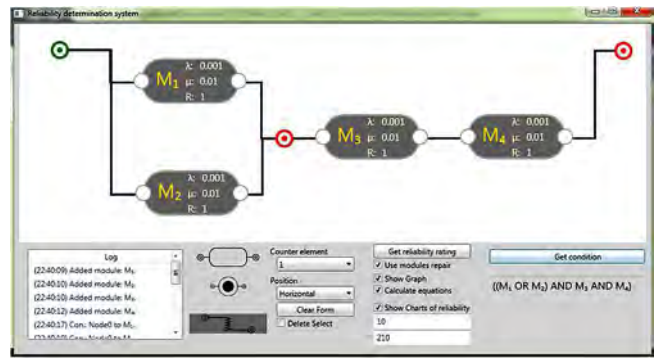 Reliability determination system
M₁
λ: 0.001
μ: 0.01
R: 1
M₂
λ: 0.001
μ: 0.01
R: 1
M₃
λ: 0.001
μ: 0.01
R: 1
M₄
λ: 0.001
μ: 0.01
R: 1
Log
(22:40:09) Added module: M₁.
(22:40:10) Added module: M₂.
(22:40:10) Added module: M₃.
(22:40:12) Added module: M₄.
(22:40:17) Con.: Node0 to M₁.
Con.: Node0 to M₂.
Counter element
1
Position
Horizontal
Clear Form
Delete Select
Get reliability rating
Use modules repair
Show Graph
Calculate equations
Show Charts of reliability
10
210
Get condition
((M₁ OR M₂) AND M₃ AND M₄)